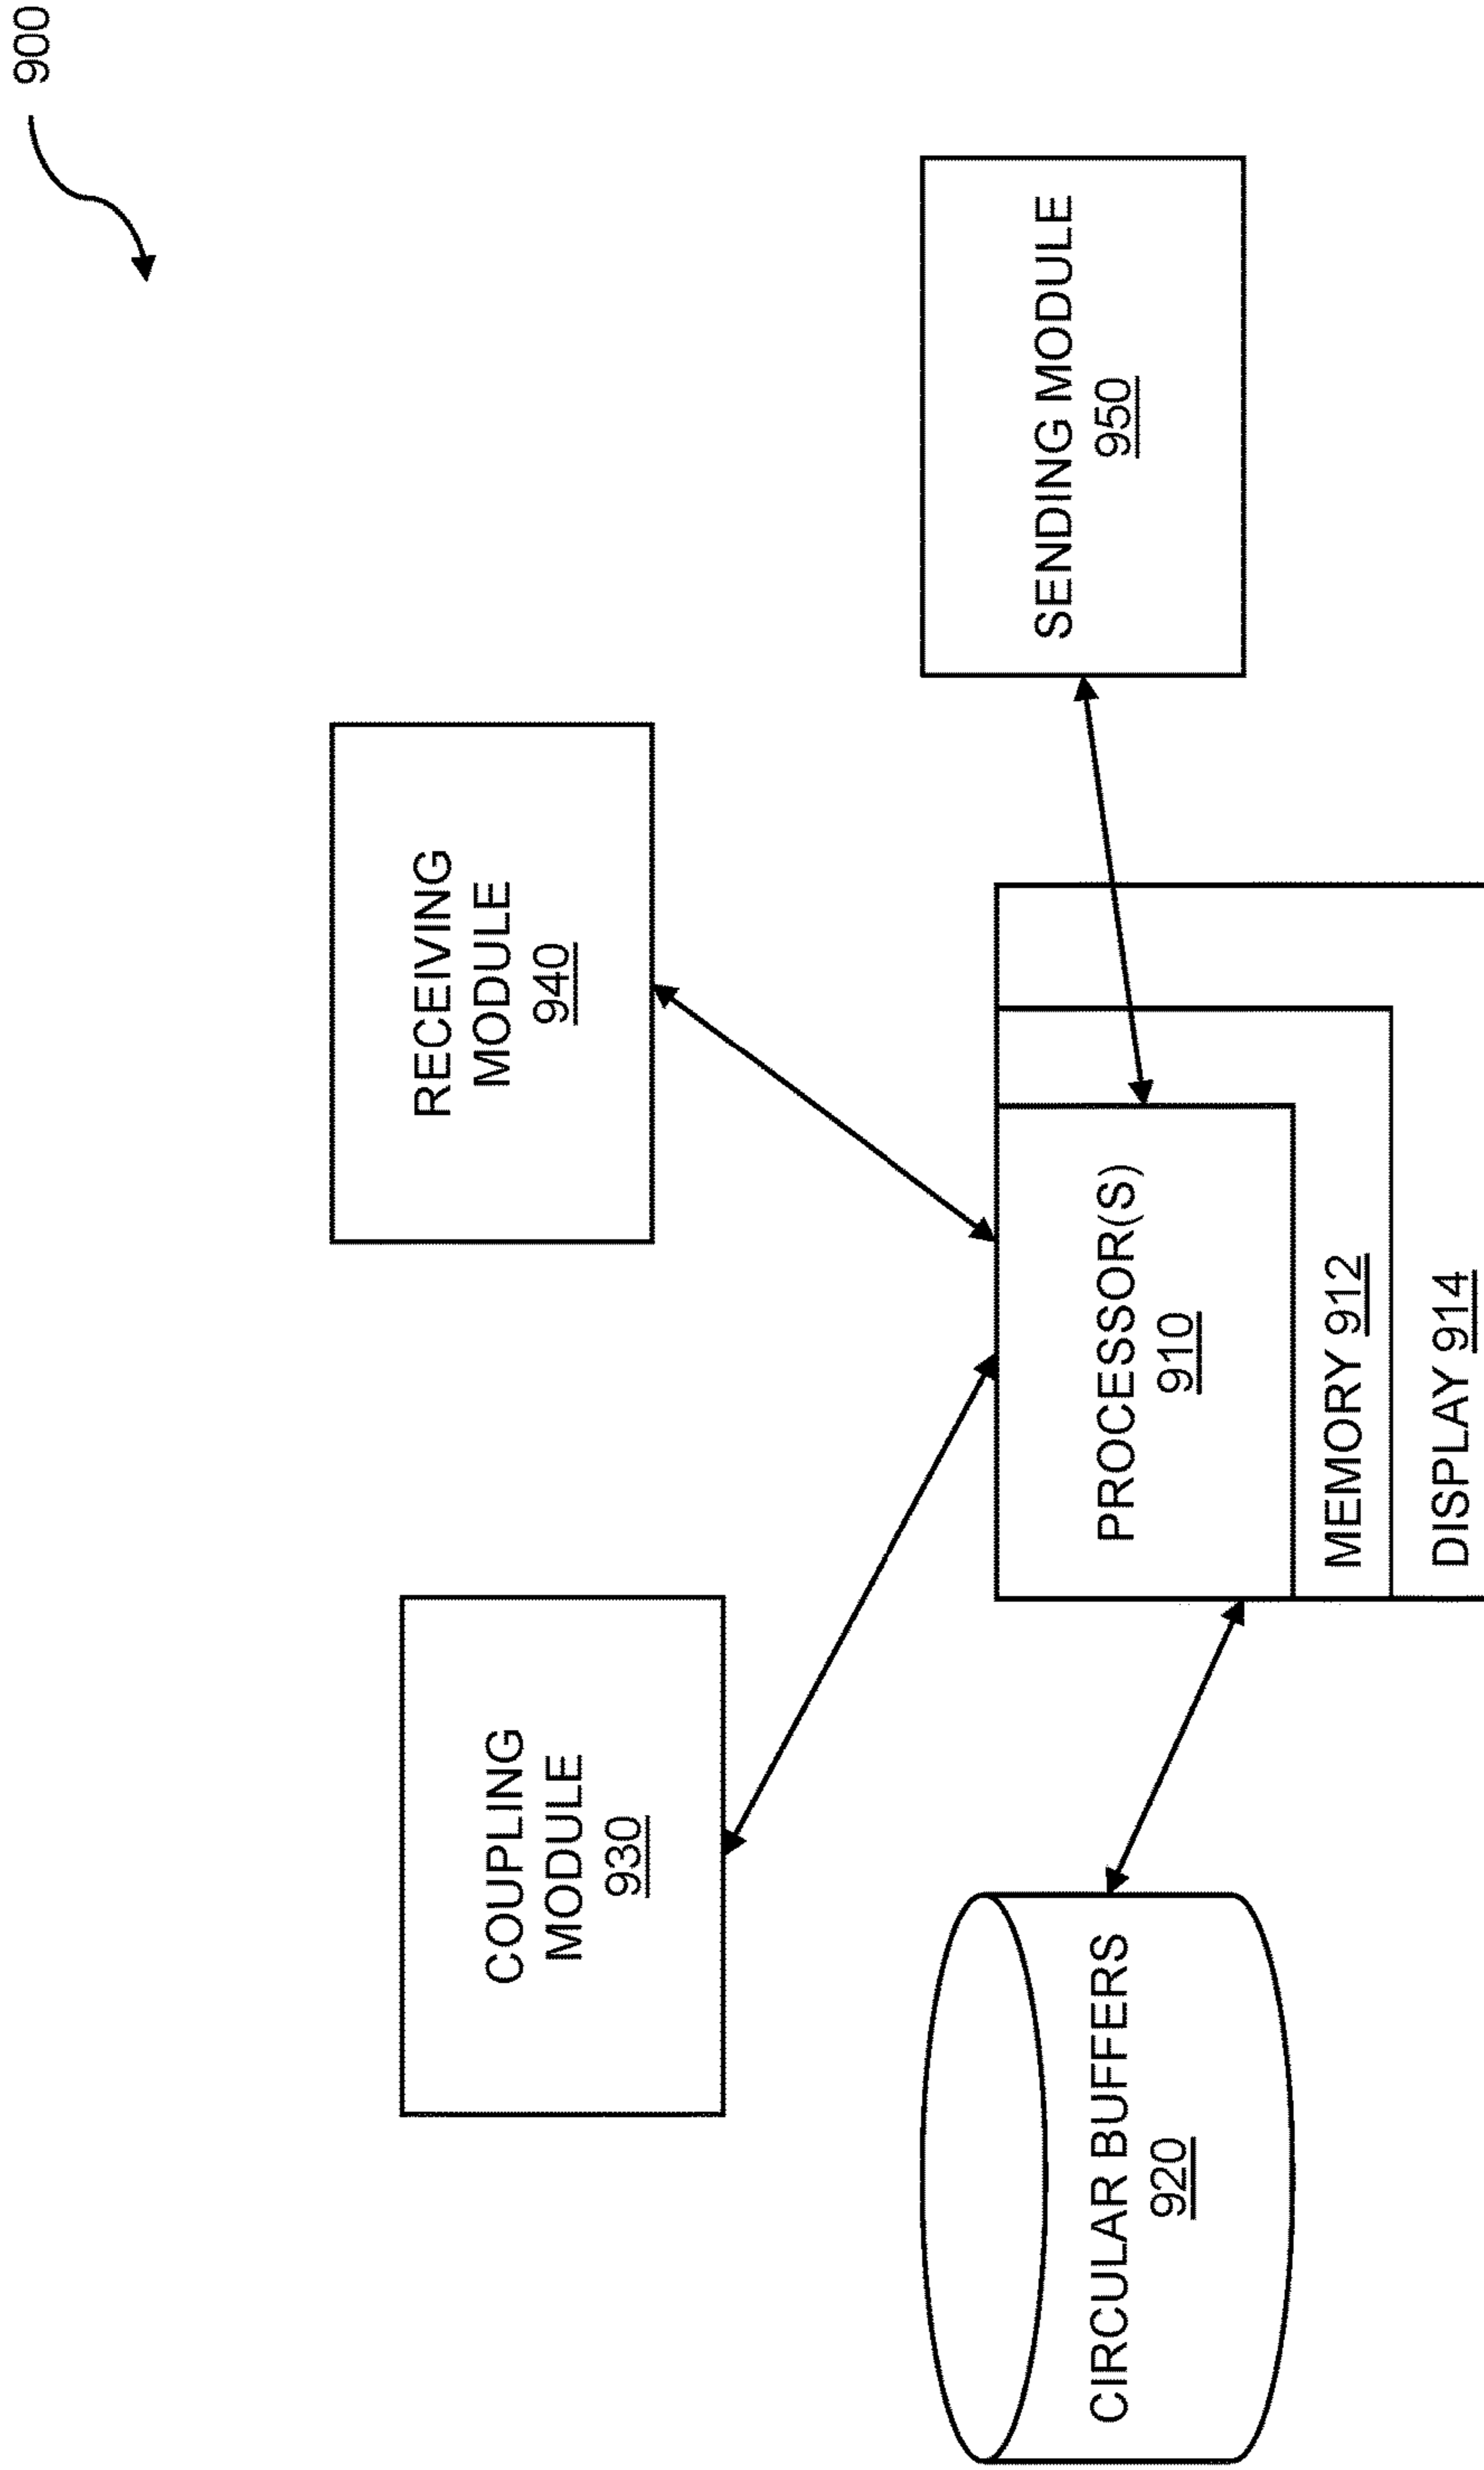 900
RECEIVING
MODULE
940
COUPLING
MODULE
930
CIRCULAR BUFFERS
920
PROCESSOR(S)
910
MEMORY 912
DISPLAY 914
SENDING MODULE
950